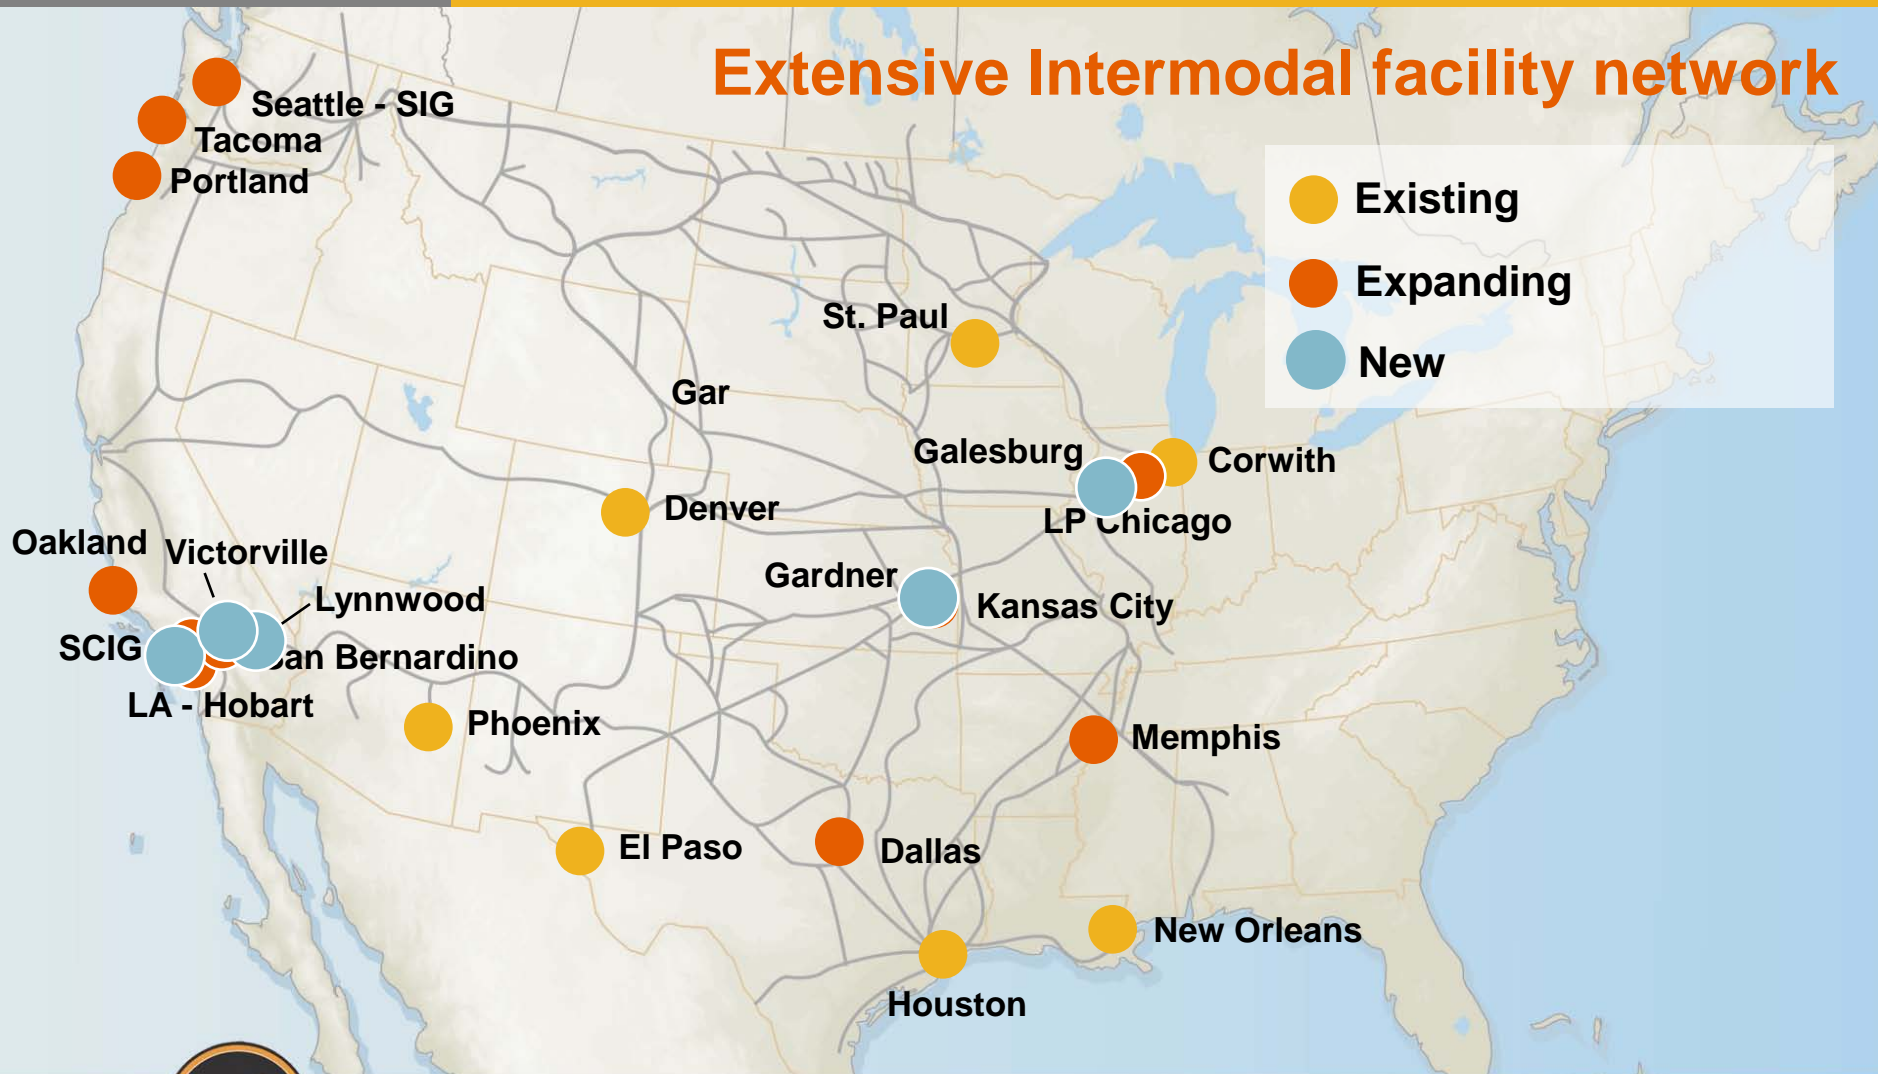 Extensive Intermodal facility network
Seattle - SIG
Tacoma
Portland
Existing
Expanding
New
St. Paul
Gar
Galesburg
Corwith
Denver
LP Chicago
Oakland
Victorville
Gardner
Lynnwood
Kansas City
SCIG
San Bernardino
LA - Hobart
Phoenix
Memphis
El Paso
Dallas
New Orleans
Houston